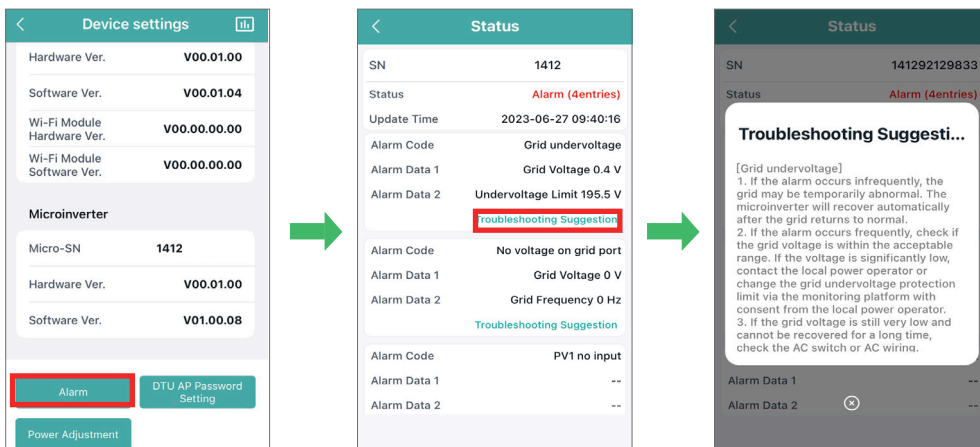 Device settings
Hardware Ver. V00.01.00
Software Ver. V00.01.04
Wi-Fi Module
Hardware Ver. V00.00.00.00
Wi-Fi Module
Software Ver. V00.00.00.00
Microinverter
Micro-SN 1412
Hardware Ver. V00.01.00
Software Ver. V01.00.08
Alarm
DTU AP Password
Setting
Power Adjustment
Status
SN 1412
Status Alarm (4entries)
Update Time 2023-06-27 09:40:16
Alarm Code Grid undervoltage
Alarm Data 1 Grid Voltage 0.4 V
Alarm Data 2 Undervoltage Limit 195.5 V
Troubleshooting Suggestion
Alarm Code No voltage on grid port
Alarm Data 1 Grid Voltage 0 V
Alarm Data 2 Grid Frequency 0 Hz
Troubleshooting Suggestion
Alarm Code PV1 no input
Alarm Data 1 --
Alarm Data 2 --
Status
SN 141292129833
Status Alarm (4entries)
Troubleshooting Suggesti...
[Grid undervoltage]
1. If the alarm occurs infrequently, the
grid may be temporarily abnormal. The
microinverter will recover automatically
after the grid returns to normal.
2. If the alarm occurs frequently, check if
the grid voltage is within the acceptable
range. If the voltage is significantly low,
contact the local power operator or
change the grid undervoltage protection
limit via the monitoring platform with
consent from the local power operator.
3. If the grid voltage is still very low and
cannot be recovered for a long time,
check the AC switch or AC wiring.
Alarm Data 1 --
Alarm Data 2 --